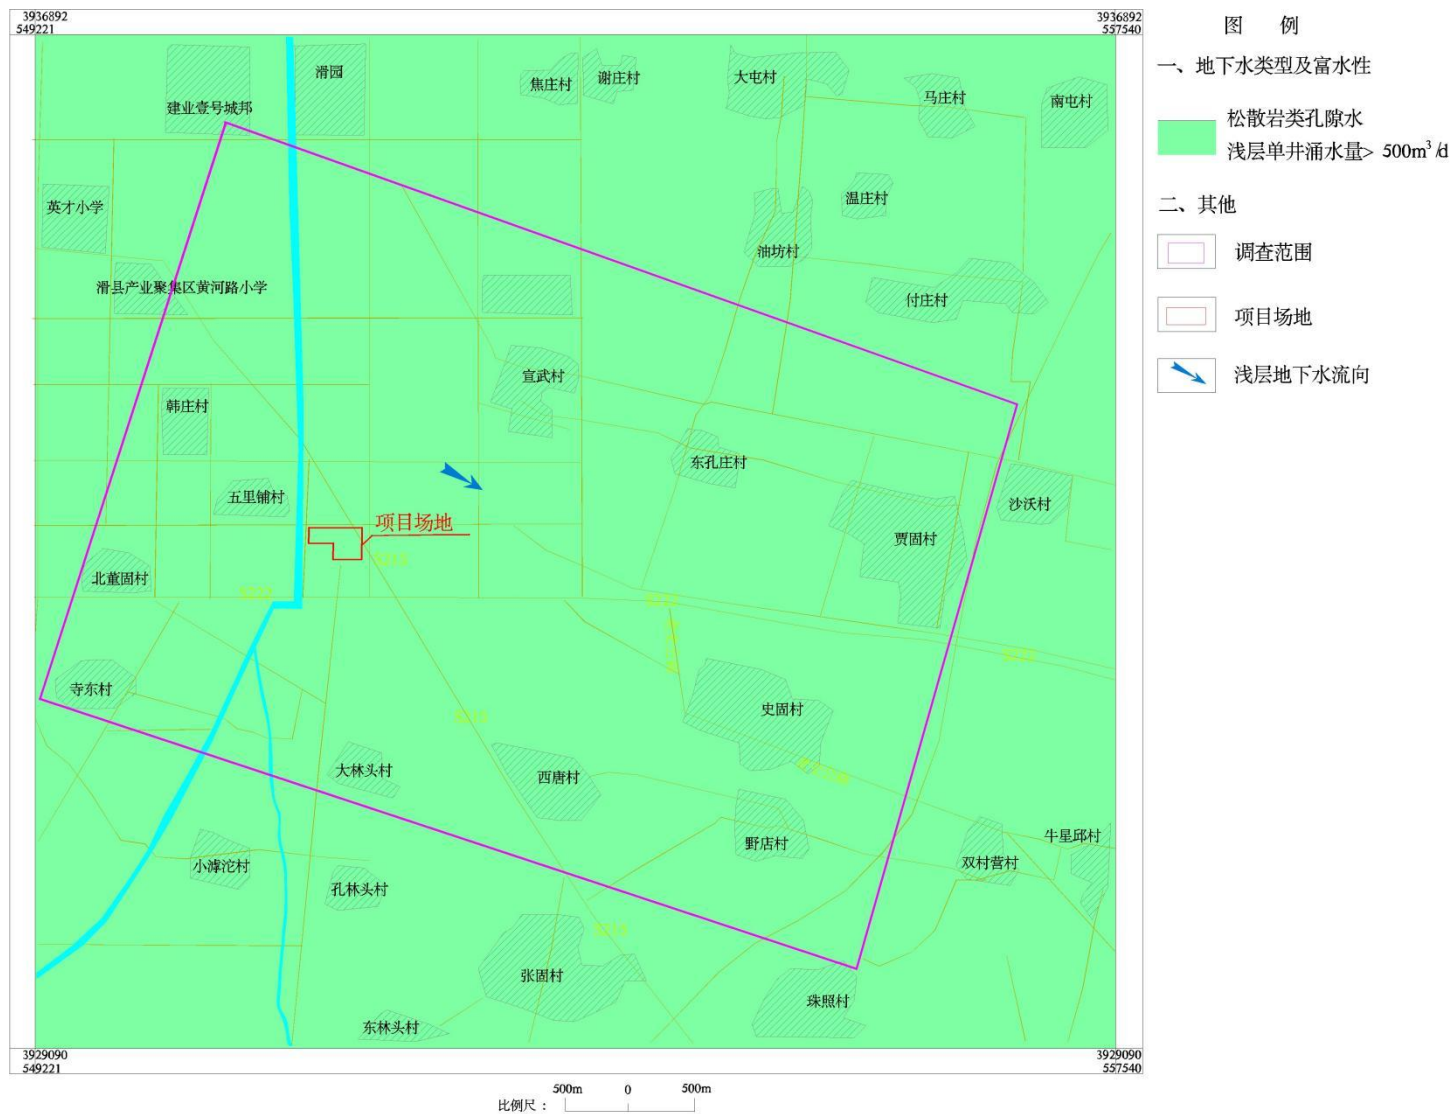 3936892
549221
3936892
557540
图 例
一、地下水类型及富水性
松散岩类孔隙水
浅层单井涌水量> 500m³/d
二、其他
调查范围
项目场地
浅层地下水流向
滑园
焦庄村
谢庄村
大屯村
马庄村
南屯村
建业壹号城邦
英才小学
温庄村
油坊村
滑县产业聚集区黄河路小学
付庄村
宣武村
韩庄村
东孔庄村
五里铺村
沙沃村
项目场地
贾固村
北董固村
寺东村
史固村
大林头村
西唐村
野店村
牛星邱村
双村营村
小滹沱村
孔林头村
张固村
珠照村
东林头村
3929090
549221
3929090
557540
比例尺：
500m
0
500m